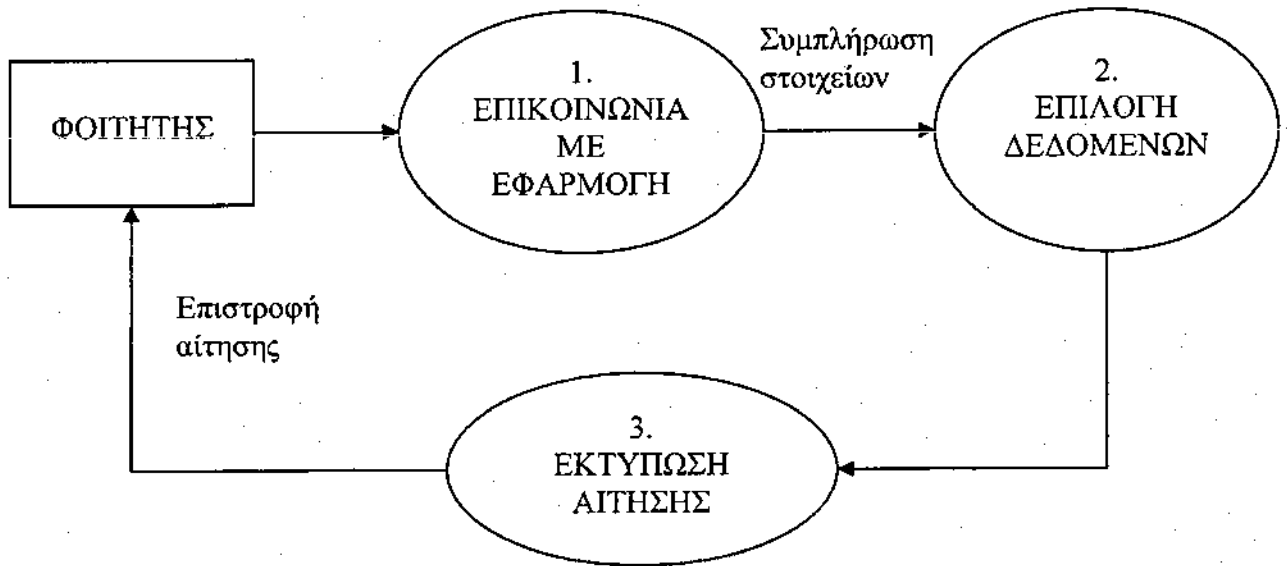 ΦΟΙΤΗΤΗΣ
1.
ΕΠΙΚΟΙΝΩΝΙΑ
ΜΕ
ΕΦΑΡΜΟΓΗ
Συμπλήρωση
στοιχείων
2.
ΕΠΙΛΟΓΗ
ΔΕΔΟΜΕΝΩΝ
Επιστροφή
αίτησης
3.
ΕΚΤΥΠΩΣΗ
ΑΙΤΗΣΗΣ